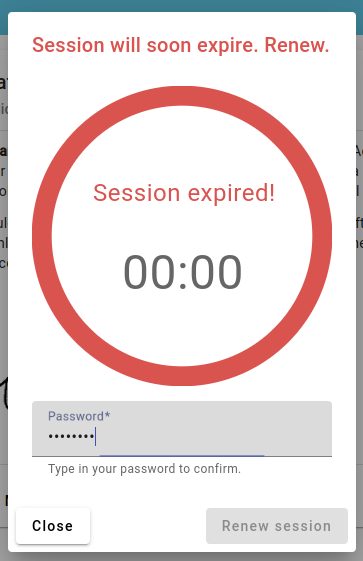 Session will soon expire. Renew.
Session expired!
00:00
Password*
••••••••
Type in your password to confirm.
Close
Renew session